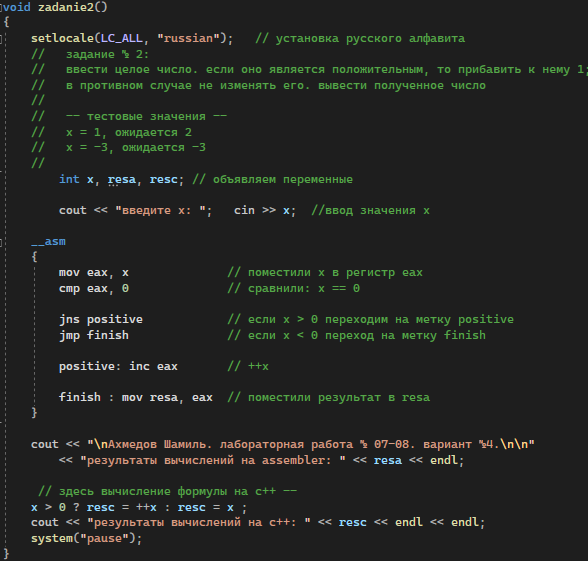 void zadanie2()
{
setlocale(LC_ALL, "russian"); // установка русского алфавита
// задание % 2:
// ввести целое число. если оно является положительным, то прибавить к нему 1;
// в противном случае не изменять его. вывести полученное число
//
// −− тестовые значения −−
// x = 1, ожидается 2
// x = −3, ожидается −3
//
int x, resa, resc; // объявляем переменные
cout << "введите x: "; cin >> x; //ввод значения x
__asm
{
mov eax, x // поместили x в регистр eax
cmp eax, 0 // сравнили: x == 0
jns positive // если x > 0 переходим на метку positive
jmp finish // если x < 0 переход на метку finish
positive: inc eax // ++x
finish : mov resa, eax // поместили результат в resa
}
cout << "\nАхмедов Шамиль. лабораторная работа % 07−08. вариант %4.\n\n"
<< "результаты вычислений на assembler: " << resa << endl;
// здесь вычисление формулы на c++ −−
x > 0 ? resc = ++x : resc = x ;
cout << "результаты вычислений на c++: " << resc << endl << endl;
system("pause");
}